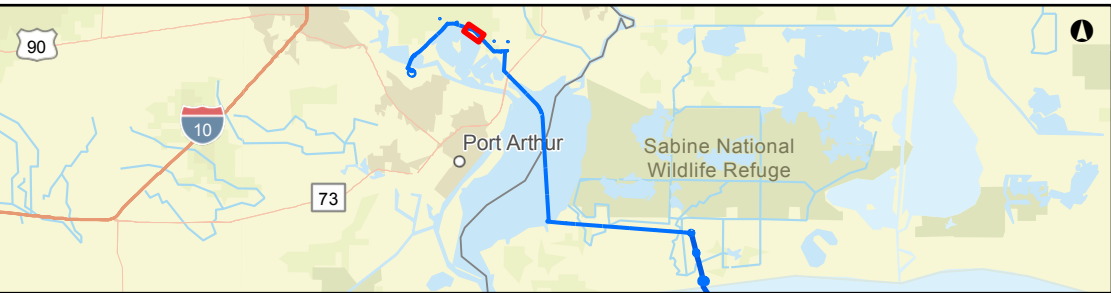 90
10
Port Arthur
Sabine National
Wildlife Refuge
73